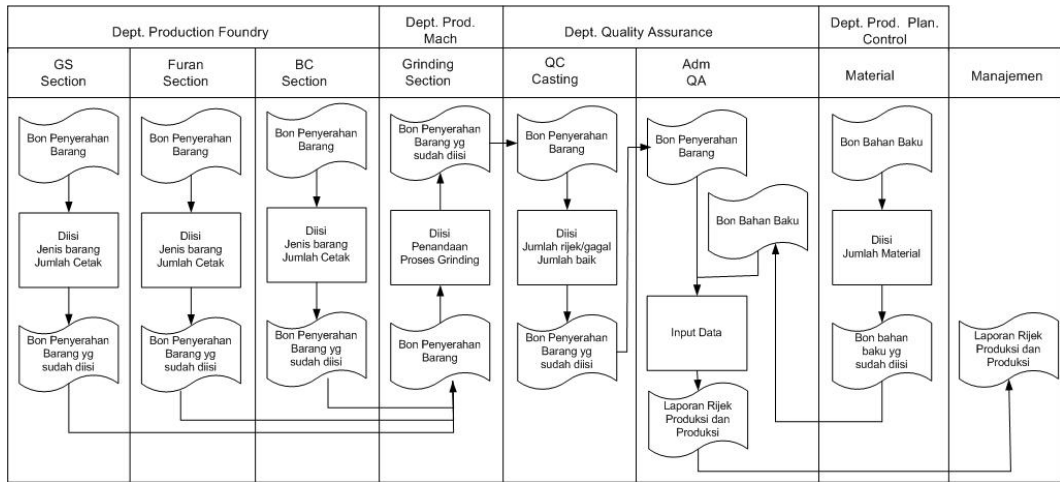 Dept. Production Foundry
Dept. Prod.
Mach
Dept. Quality Assurance
Dept. Prod. Plan.
Control
GS
Section
Furan
Section
BC
Section
Grinding
Section
QC
Casting
Adm
QA
Material
Manajemen
Bon Penyerahan
Barang
Diisi
Jenis barang
Jumlah Cetak
Bon Penyerahan
Barang yg
sudah diisi
Bon Penyerahan
Barang
Diisi
Jenis barang
Jumlah Cetak
Bon Penyerahan
Barang yg
sudah diisi
Bon Penyerahan
Barang
Diisi
Jenis barang
Jumlah Cetak
Bon Penyerahan
Barang yg
sudah diisi
Bon Penyerahan
Barang yg
sudah diisi
Diisi
Penandaan
Proses Grinding
Bon Penyerahan
Barang
Bon Penyerahan
Barang
Diisi
Jumlah rijek/gagal
Jumlah baik
Bon Penyerahan
Barang yg
sudah diisi
Bon Penyerahan
Barang
Bon Bahan Baku
Input Data
Laporan Rijek
Produksi dan
Produksi
Bon Bahan Baku
Diisi
Jumlah Material
Bon bahan
baku yg
sudah diisi
Laporan Rijek
Produksi dan
Produksi